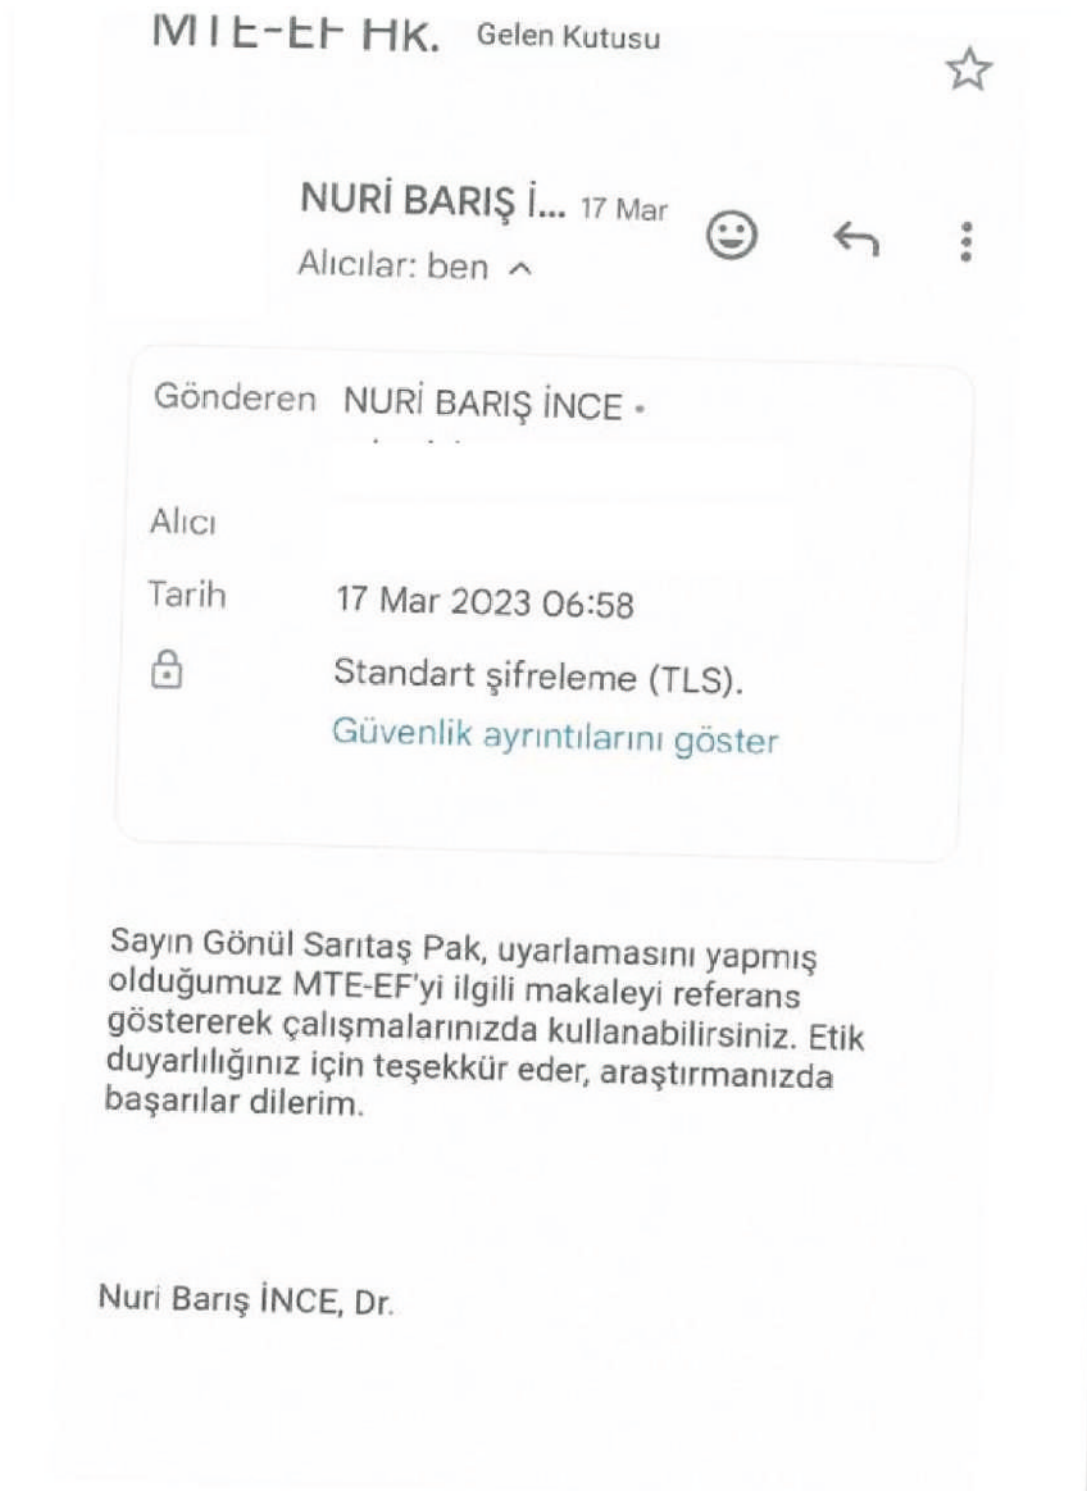 MTE-EF HK. Gelen Kutusu
NURİ BARIŞ İ... 17 Mar
Alıcılar: ben
Gönderen NURİ BARIŞ İNCE •
Alıcı
Tarih 17 Mar 2023 06:58
Standart şifreleme (TLS).
Güvenlik ayrıntılarını göster
Sayın Gönül Sarıtaş Pak, uyarlamasını yapmış
olduğumuz MTE-EF'yi ilgili makaleyi referans
göstererek çalışmalarınızda kullanabilirsiniz. Etik
duyarlılığınız için teşekkür eder, araştırmanızda
başarılar dilerim.
Nuri Barış İNCE, Dr.